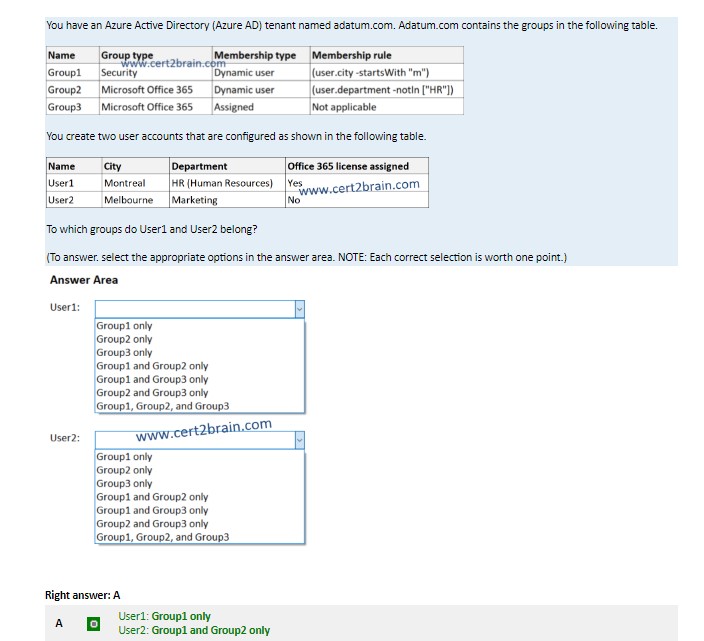 You have an Azure Active Directory (Azure AD) tenant named adatum.com. Adatum.com contains the groups in the following table.
Name Group type Membership type Membership rule
www.cert2brain.com
Group1 Security Dynamic user (user.city -startsWith "m")
Group2 Microsoft Office 365 Dynamic user (user.department -notIn ["HR"])
Group3 Microsoft Office 365 Assigned Not applicable
You create two user accounts that are configured as shown in the following table.
Name City Department Office 365 license assigned
User1 Montreal HR (Human Resources) Yes
www.cert2brain.com
User2 Melbourne Marketing No
To which groups do User1 and User2 belong?
(To answer. select the appropriate options in the answer area. NOTE: Each correct selection is worth one point.)
Answer Area
User1:
Group1 only
Group2 only
Group3 only
Group1 and Group2 only
Group1 and Group3 only
Group2 and Group3 only
Group1, Group2, and Group3
www.cert2brain.com
User2:
Group1 only
Group2 only
Group3 only
Group1 and Group2 only
Group1 and Group3 only
Group2 and Group3 only
Group1, Group2, and Group3
Right answer: A
A
User1: Group1 only
User2: Group1 and Group2 only